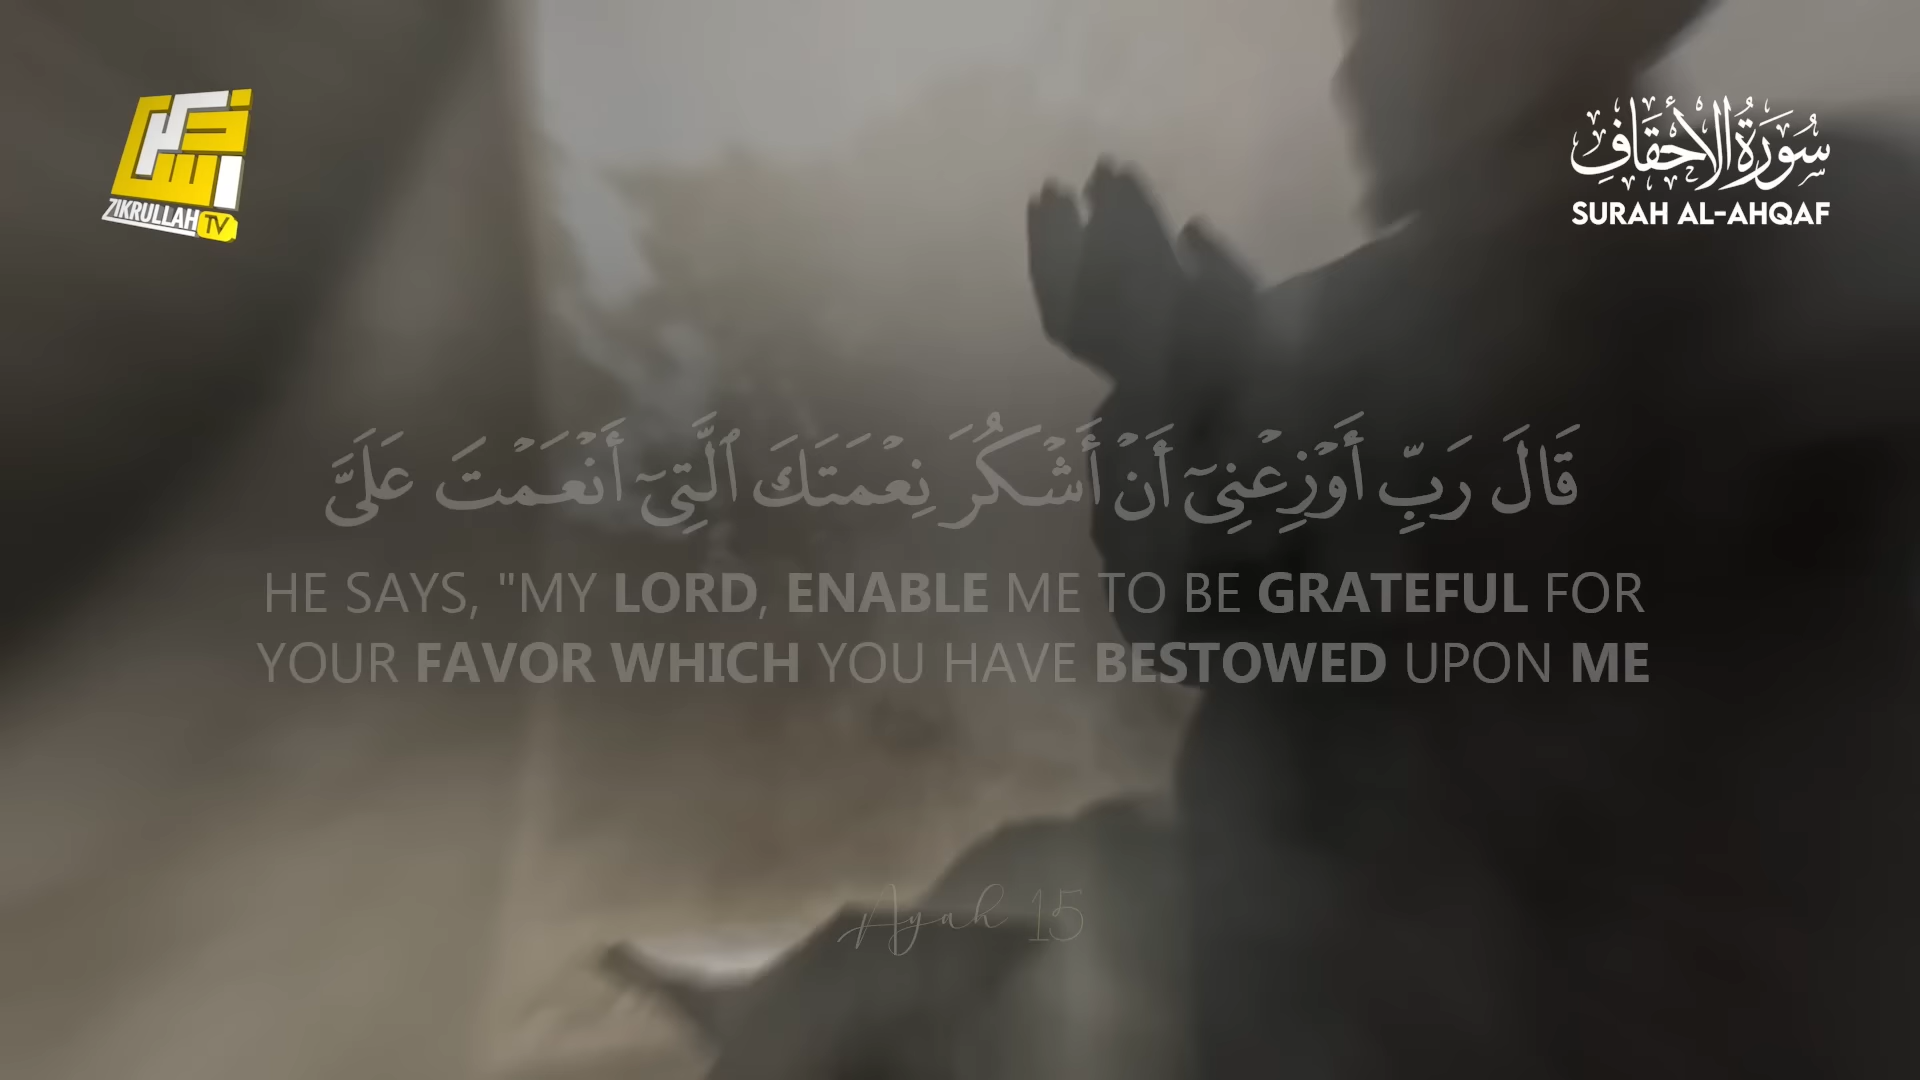 ZIKRULLAH TV
سُورَةُ الأَحْقَافِ
SURAH AL-AHQAF
قَالَ رَبِّ أَوْزِعْنِىٓ أَنْ أَشْكُرَ نِعْمَتَكَ ٱلَّتِىٓ أَنْعَمْتَ عَلَىَّ
HE SAYS, "MY LORD, ENABLE ME TO BE GRATEFUL FOR
YOUR FAVOR WHICH YOU HAVE BESTOWED UPON ME
Ayah 15